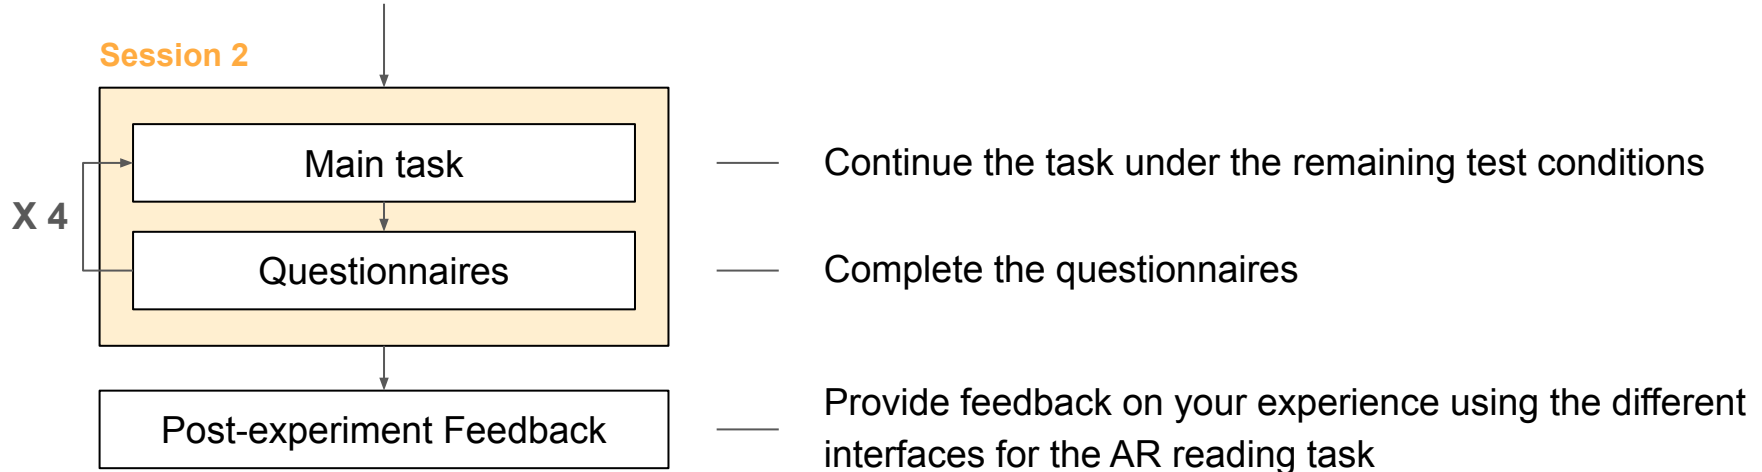 Session 2
Main task
Continue the task under the remaining test conditions
X 4
Questionnaires
Complete the questionnaires
Post-experiment Feedback
Provide feedback on your experience using the different
interfaces for the AR reading task